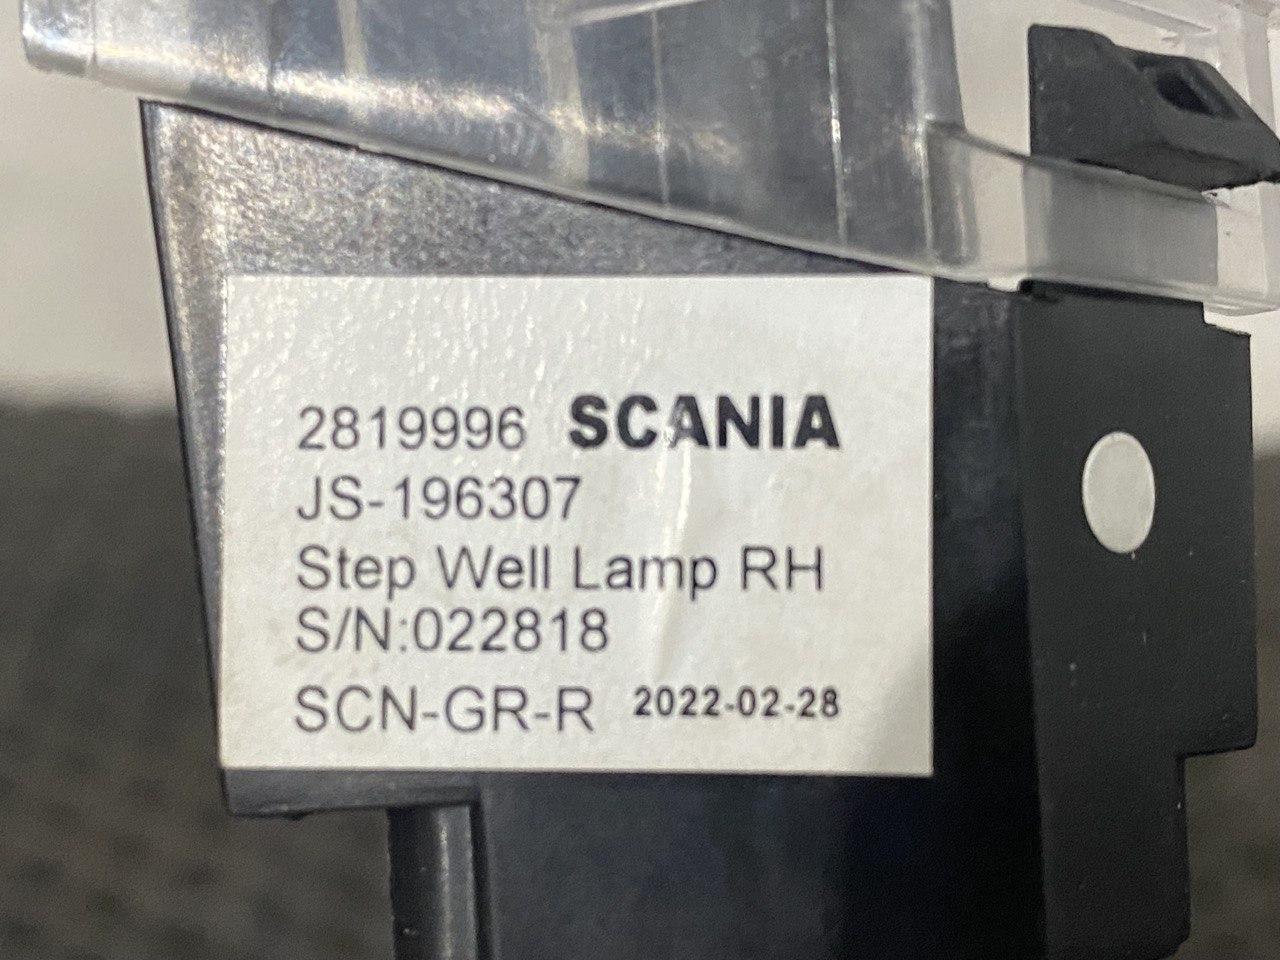 2819996 SCANIA
JS-196307
Step Well Lamp RH
S/N:022818
SCN-GR-R 2022-02-28